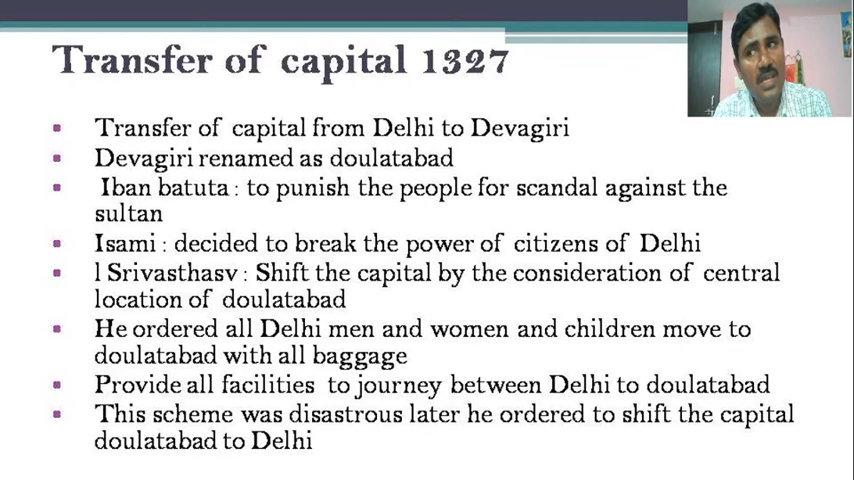 Transfer of capital 1327
Transfer of capital from Delhi to Devagiri
Devagiri renamed as doulatabad
Iban batuta : to punish the people for scandal against the
sultan
Isami : decided to break the power of citizens of Delhi
l Srivasthasv : Shift the capital by the consideration of central
location of doulatabad
He ordered all Delhi men and women and children move to
doulatabad with all baggage
Provide all facilities to journey between Delhi to doulatabad
This scheme was disastrous later he ordered to shift the capital
doulatabad to Delhi